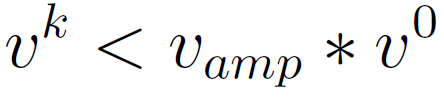 v^k < v_{amp} * v^0